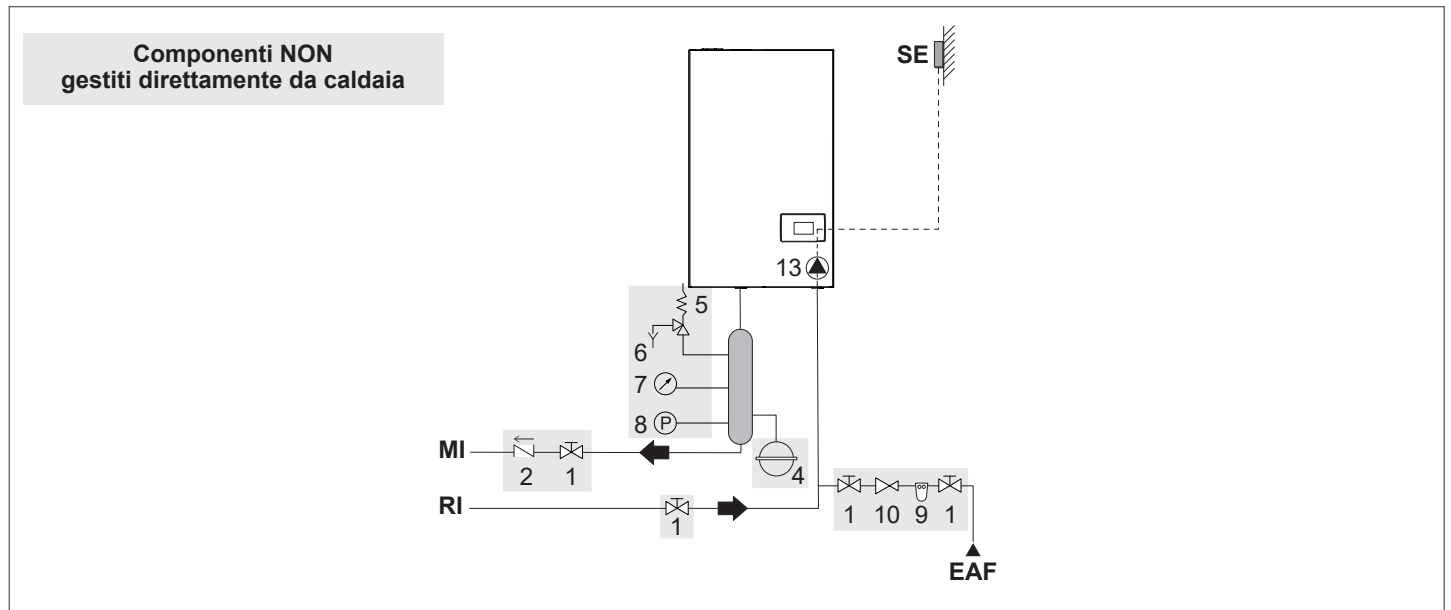 Componenti NON
gestiti direttamente da caldaia
SE
13
5
6
7
8 P
MI
2 1
4
RI
1
1 10 9 1
EAF